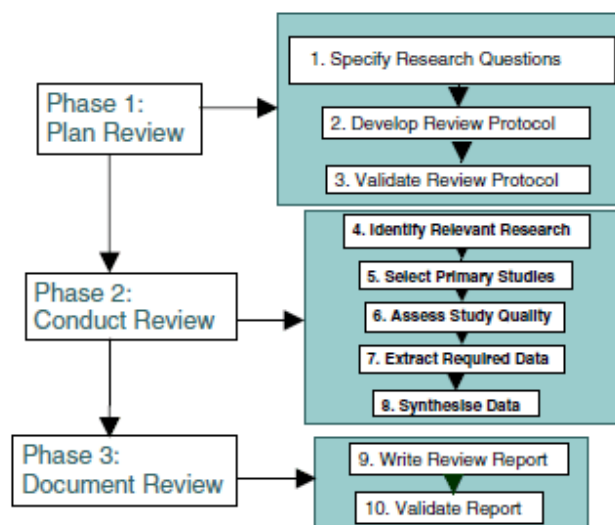 Phase 1:
Plan Review
1. Specify Research Questions
2. Develop Review Protocol
3. Validate Review Protocol
Phase 2:
Conduct Review
4. Identify Relevant Research
5. Select Primary Studies
6. Assess Study Quality
7. Extract Required Data
8. Synthesise Data
Phase 3:
Document Review
9. Write Review Report
10. Validate Report